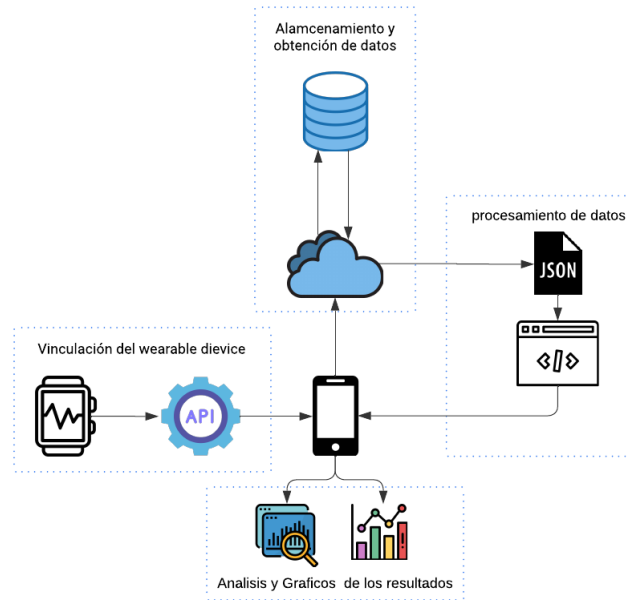 Alamcenamiento y
obtención de datos
procesamiento de datos
JSON
Vinculación del wearable dievice
API
Analisis y Graficos de los resultados